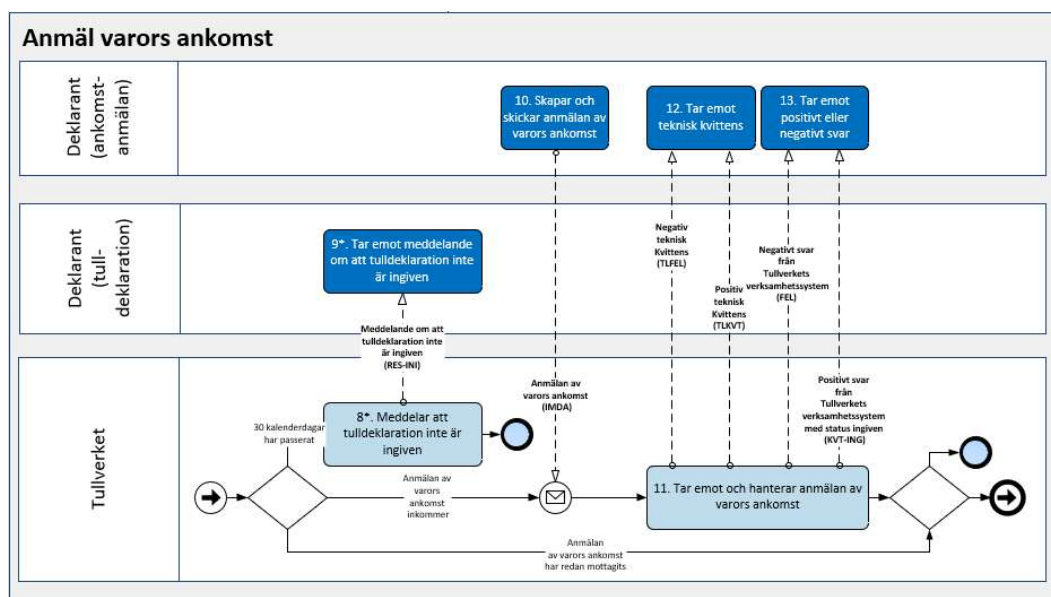 Anmäl varors ankomst
Deklarant
(ankomst-
anmälan)
10. Skapar och
skickar anmälan av
varors ankomst
12. Tar emot
teknisk kvittens
13. Tar emot
positivt eller
negativt svar
Deklarant
(tull-
deklaration)
9*. Tar emot meddelande
om att tulldeklaration inte
är ingiven
Negativ
teknisk
Kvittens
(TLFEL)
Positiv
teknisk
Kvittens
(TLKVT)
Negativt svar
från
Tullverkets
verksamhetssystem
(FEL)
Meddelande om att
tulldeklaration inte
är ingiven
(RES-INI)
Anmälan av
varors ankomst
(IMDA)
Positivt svar
från
Tullverkets
verksamhetssystem
med status ingiven
(KVT-ING)
Tullverket
30 kalenderdagar
har passerat
8*. Meddelar att
tulldeklaration inte är
ingiven
Anmälan av
varors
ankomst
inkommer
11. Tar emot och hanterar anmälan av
varors ankomst
Anmälan
av varors ankomst
har redan mottagits